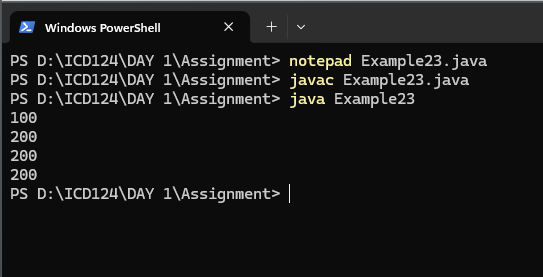 Windows PowerShell
PS D:\ICD124\DAY 1\Assignment> notepad Example23.java
PS D:\ICD124\DAY 1\Assignment> javac Example23.java
PS D:\ICD124\DAY 1\Assignment> java Example23
100
200
200
200
PS D:\ICD124\DAY 1\Assignment>